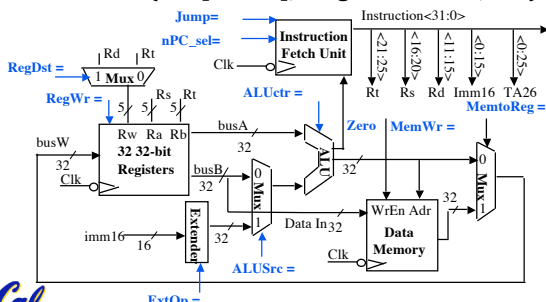 Jump=
nPC_sel=
Instruction
Fetch Unit
Clk
Instruction<31:0>
<21:25>
<16:20>
<11:15>
<0:15>
<0:25>
Rt
Rs
Rd
Imm16
TA26
Rd
Rt
RegDst =
1 Mux 0
RegWr =
5
5
5
Rs
Rt
Rw Ra Rb
32 32-bit
Registers
busW
32
Clk
busA
32
busB
32
ALUctr =
ALU
Zero
MemWr =
MemtoReg =
32
0
Mux
1
32
0
Mux
1
32
Data In
32
WrEn Adr
Data
Memory
Clk
imm16
16
Extender
32
ALUSrc =
ExtOp =
Cal